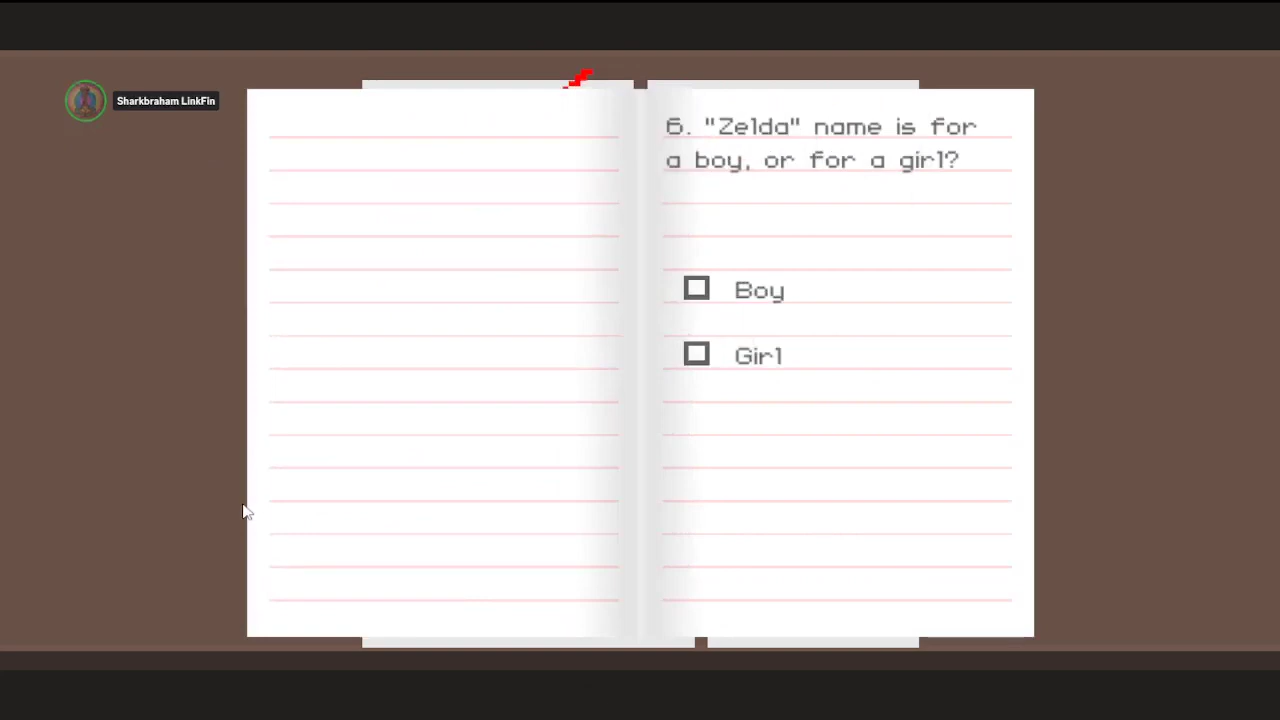 Sharkbraham LinkFin
6. "Zelda" name is for
a boy, or for a girl?
Boy
Girl